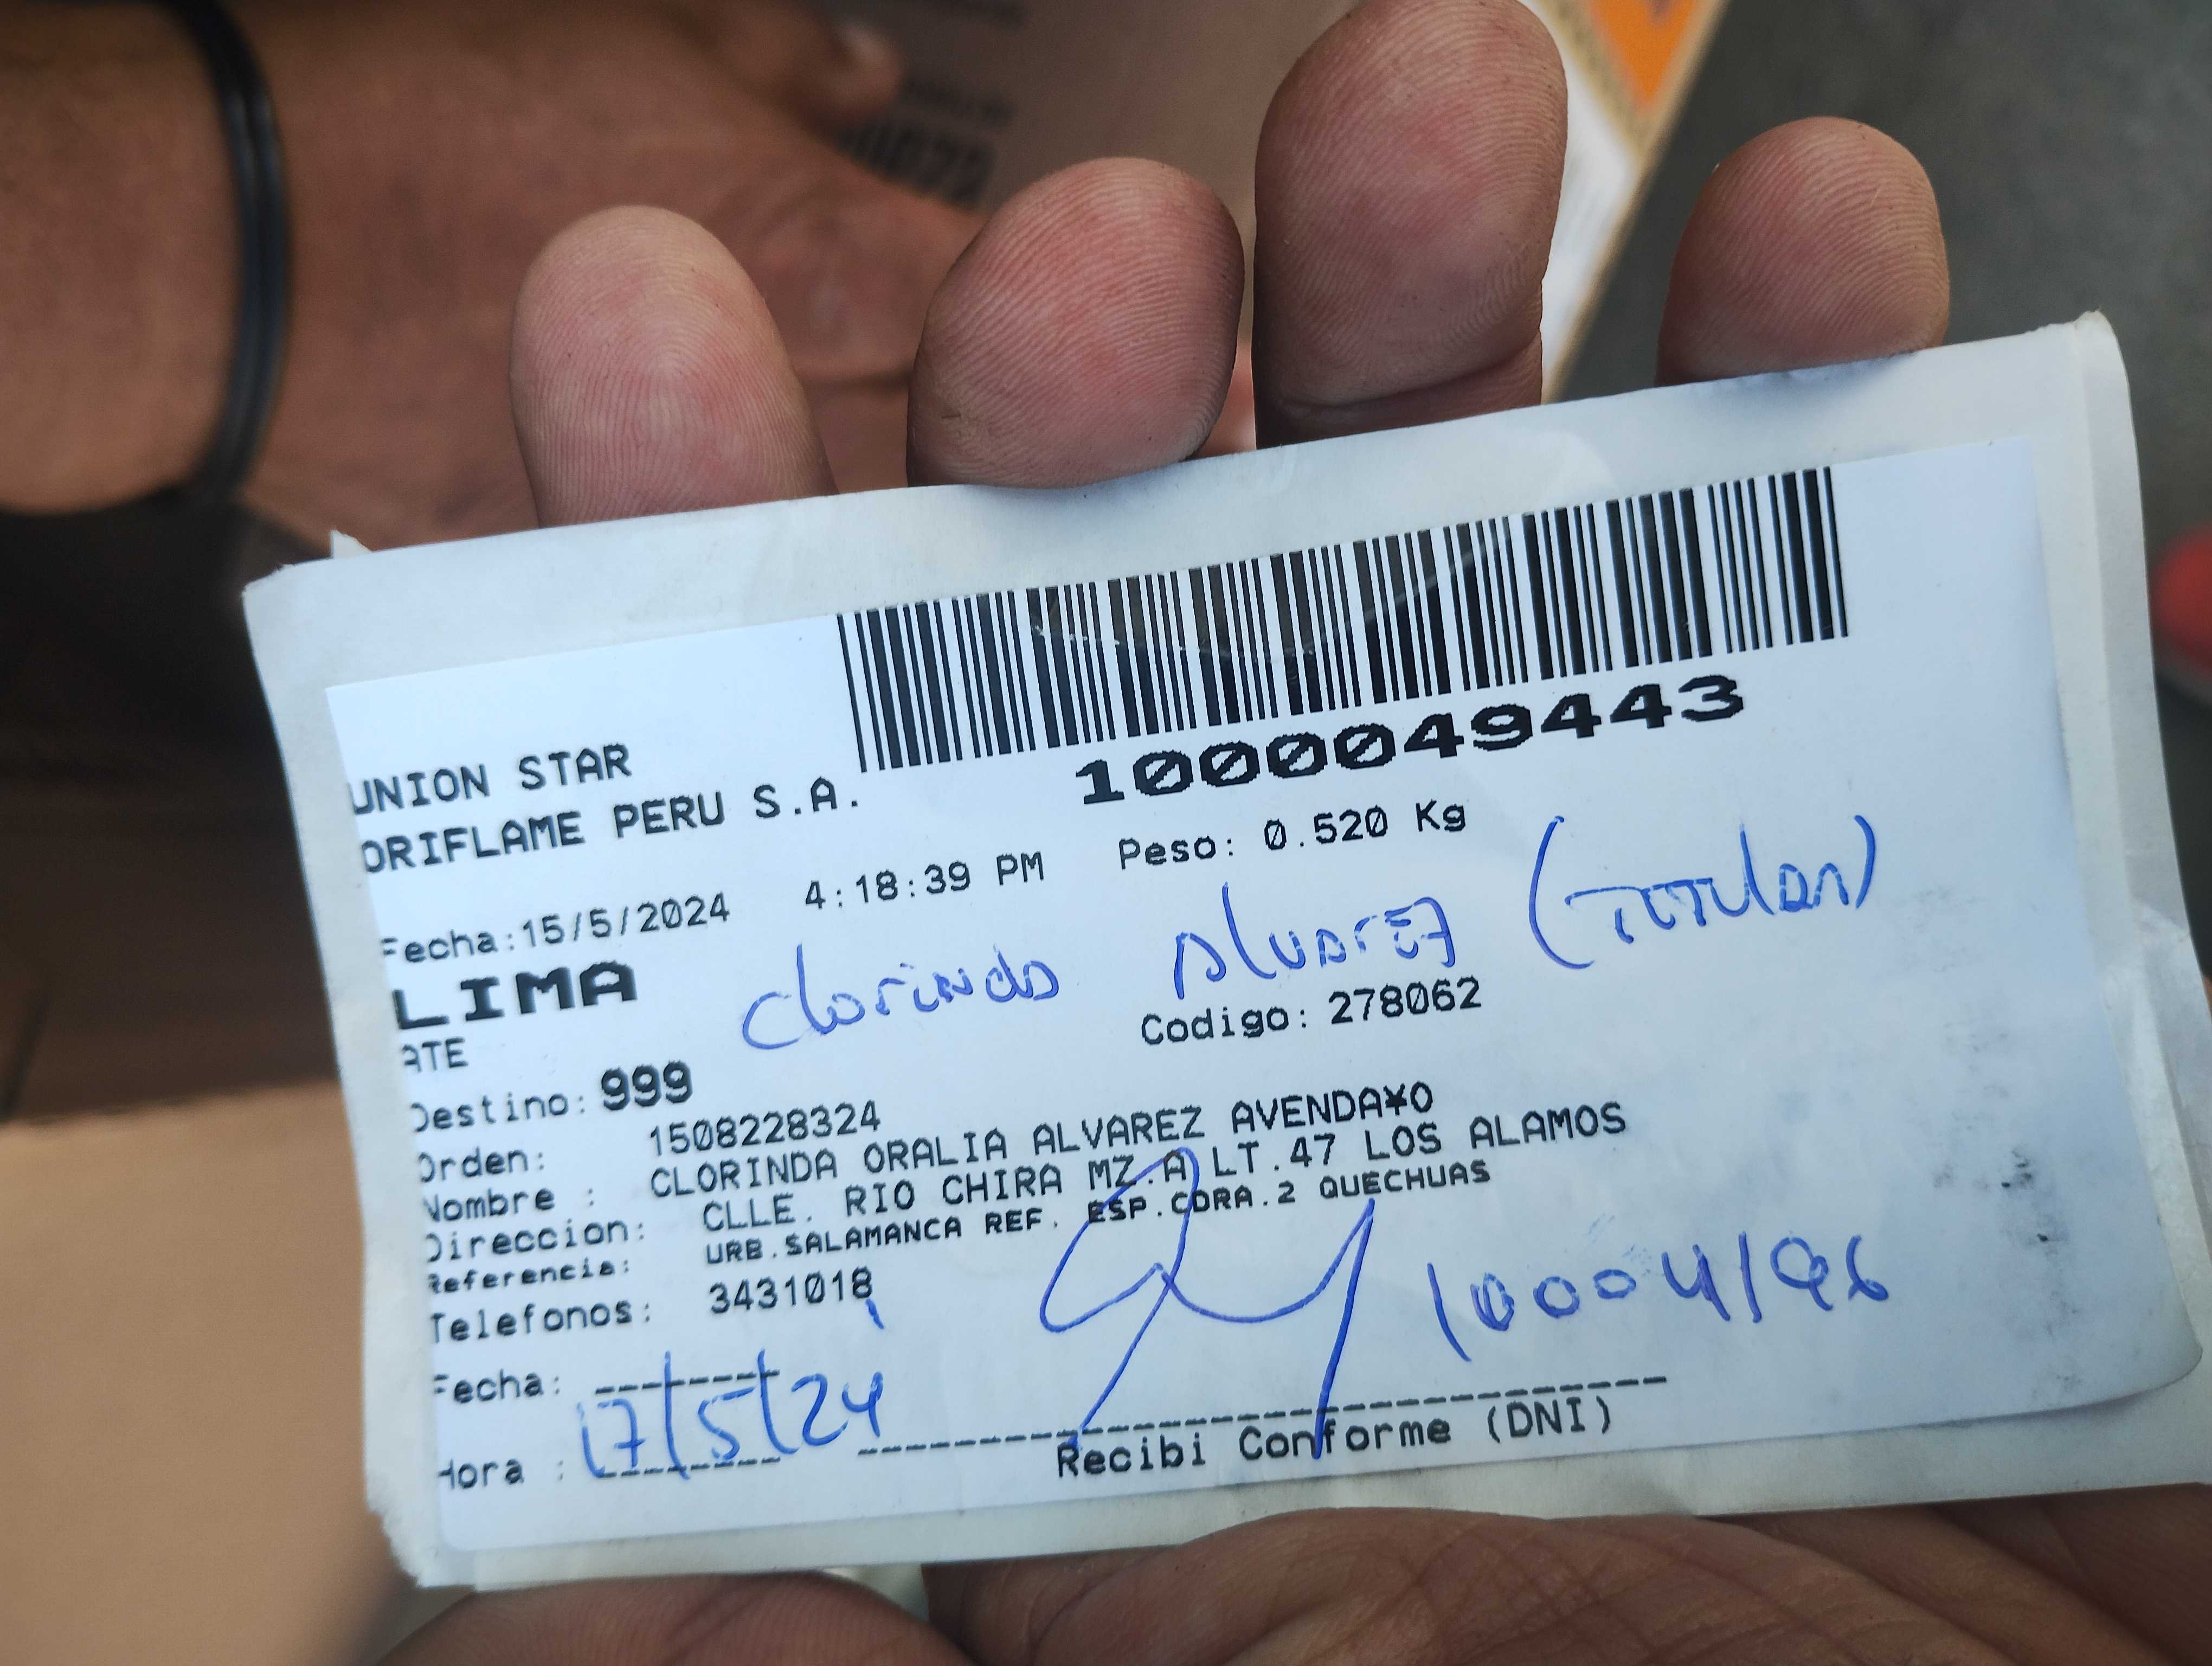 1000049443
UNION STAR
ORIFLAME PERU S.A.
Fecha:15/5/2024 4:18:39 PM Peso: 0.520 Kg
LIMA
Clorinda Alvarez (TITULAR)
ATE
Codigo: 278062
Destino: 999
Orden: 1508228324
Nombre : CLORINDA ORALIA ALVAREZ AVENDA¥O
Direccion: CLLE. RIO CHIRA MZ.A LT.47 LOS ALAMOS
Referencia: URB.SALAMANCA REF. ESP.CDRA.2 QUECHUAS
Telefonos: 3431018
Fecha:
17/5/24
Hora :
Recibi Conforme (DNI)